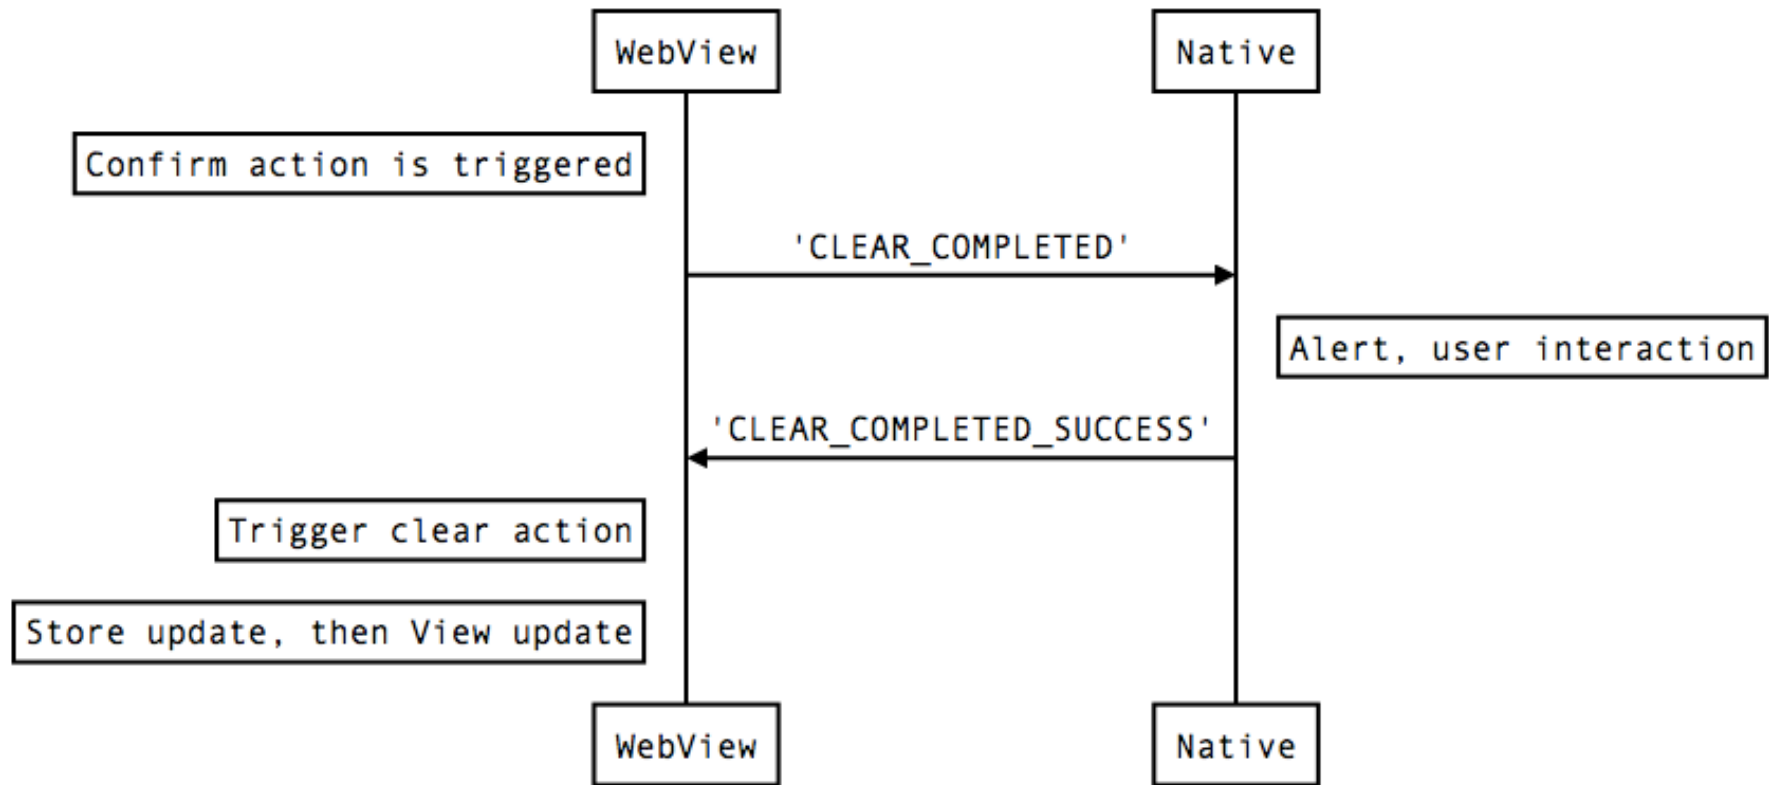 WebView
Native
Confirm action is triggered
'CLEAR_COMPLETED'
Alert, user interaction
'CLEAR_COMPLETED_SUCCESS'
Trigger clear action
Store update, then View update
WebView
Native